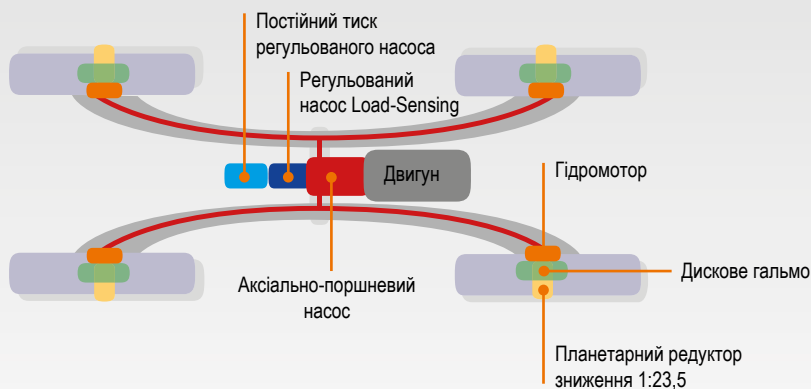 Постійний тиск
регульованого насоса
Регульований
насос Load-Sensing
Двигун
Гідромотор
Аксіально-поршневий
насос
Дискове гальмо
Планетарний редуктор
зниження 1:23,5